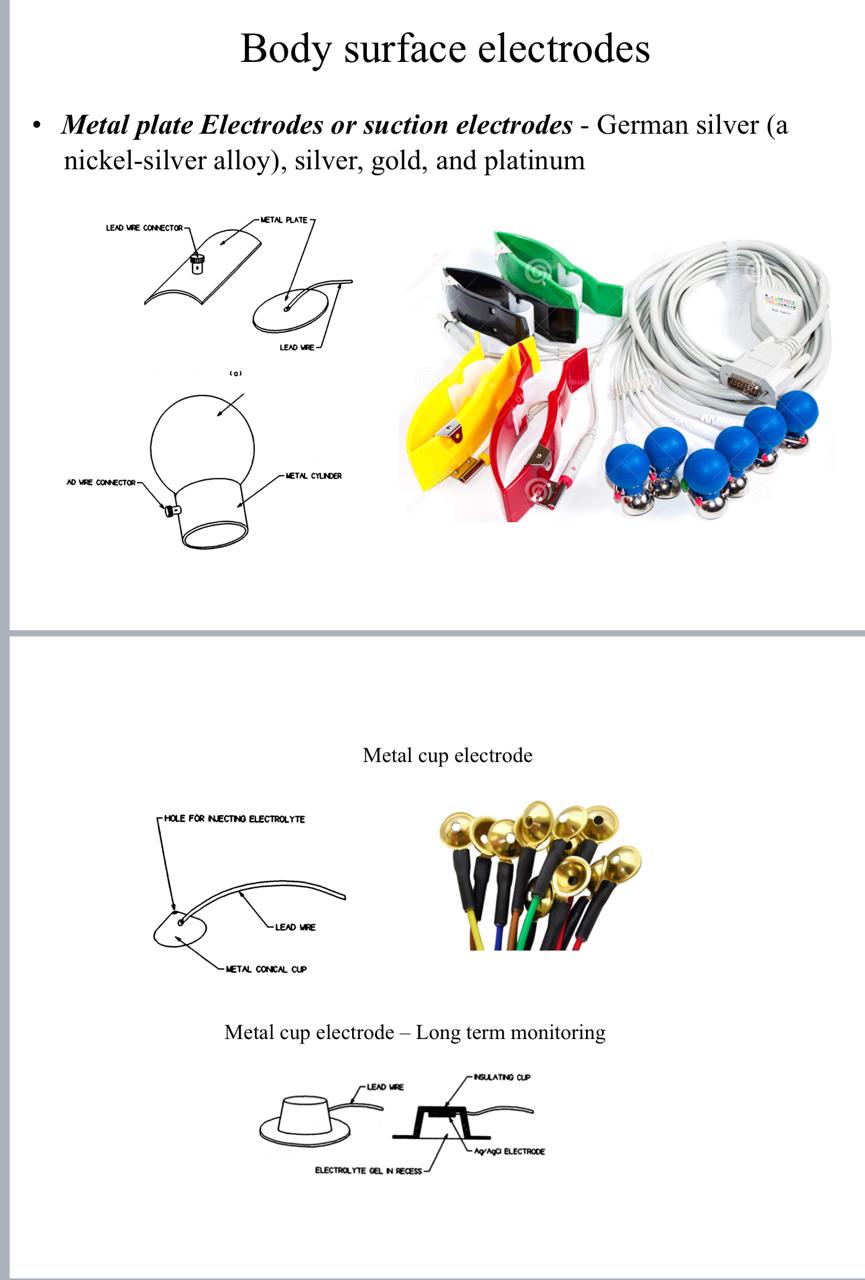 Body surface electrodes
• Metal plate Electrodes or suction electrodes - German silver (a
nickel-silver alloy), silver, gold, and platinum
METAL PLATE
LEAD WIRE CONNECTOR
LEAD WIRE
(a)
AD WIRE CONNECTOR
METAL CYLINDER
Metal cup electrode
HOLE FOR INJECTING ELECTROLYTE
LEAD WIRE
METAL CONICAL CUP
Metal cup electrode – Long term monitoring
INSULATING CUP
LEAD WIRE
Ag/AgCl ELECTRODE
ELECTROLYTE GEL IN RECESS